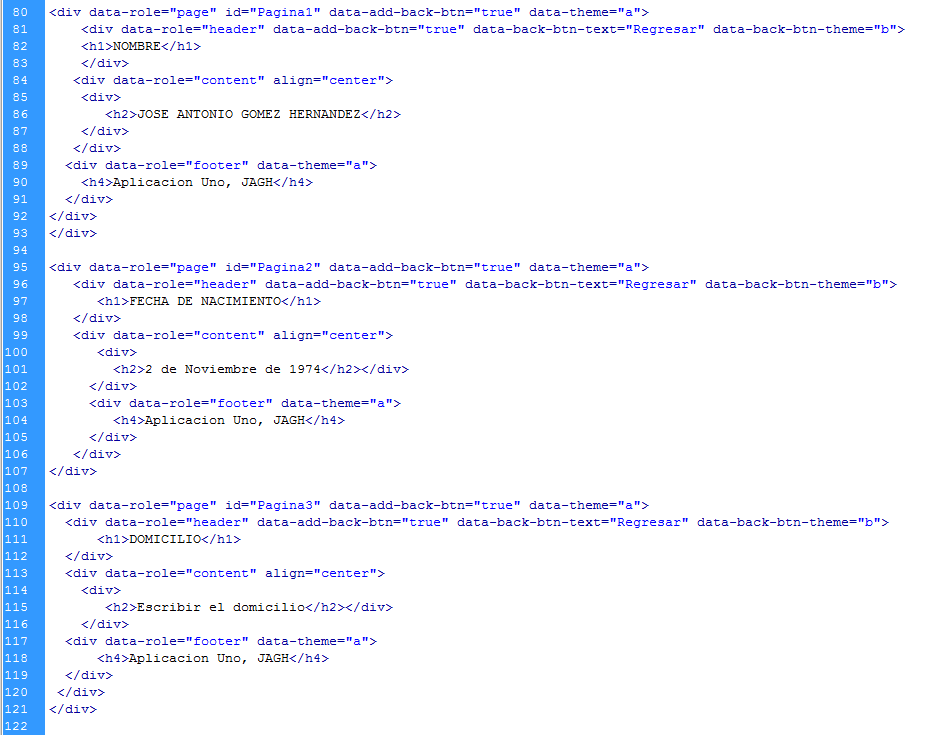 80 <div data-role="page" id="Pagina1" data-add-back-btn="true" data-theme="a">
81 <div data-role="header" data-add-back-btn="true" data-back-btn-text="Regresar" data-back-btn-theme="b">
82 <h1>NOMBRE</h1>
83 </div>
84 <div data-role="content" align="center">
85 <div>
86 <h2>JOSE ANTONIO GOMEZ HERNANDEZ</h2>
87 </div>
88 </div>
89 <div data-role="footer" data-theme="a">
90 <h4>Aplicacion Uno, JAGH</h4>
91 </div>
92 </div>
93 </div>
94
95 <div data-role="page" id="Pagina2" data-add-back-btn="true" data-theme="a">
96 <div data-role="header" data-add-back-btn="true" data-back-btn-text="Regresar" data-back-btn-theme="b">
97 <h1>FECHA DE NACIMIENTO</h1>
98 </div>
99 <div data-role="content" align="center">
100 <div>
101 <h2>2 de Noviembre de 1974</h2></div>
102 </div>
103 <div data-role="footer" data-theme="a">
104 <h4>Aplicacion Uno, JAGH</h4>
105 </div>
106 </div>
107 </div>
108
109 <div data-role="page" id="Pagina3" data-add-back-btn="true" data-theme="a">
110 <div data-role="header" data-add-back-btn="true" data-back-btn-text="Regresar" data-back-btn-theme="b">
111 <h1>DOMICILIO</h1>
112 </div>
113 <div data-role="content" align="center">
114 <div>
115 <h2>Escribir el domicilio</h2></div>
116 </div>
117 <div data-role="footer" data-theme="a">
118 <h4>Aplicacion Uno, JAGH</h4>
119 </div>
120 </div>
121 </div>
122